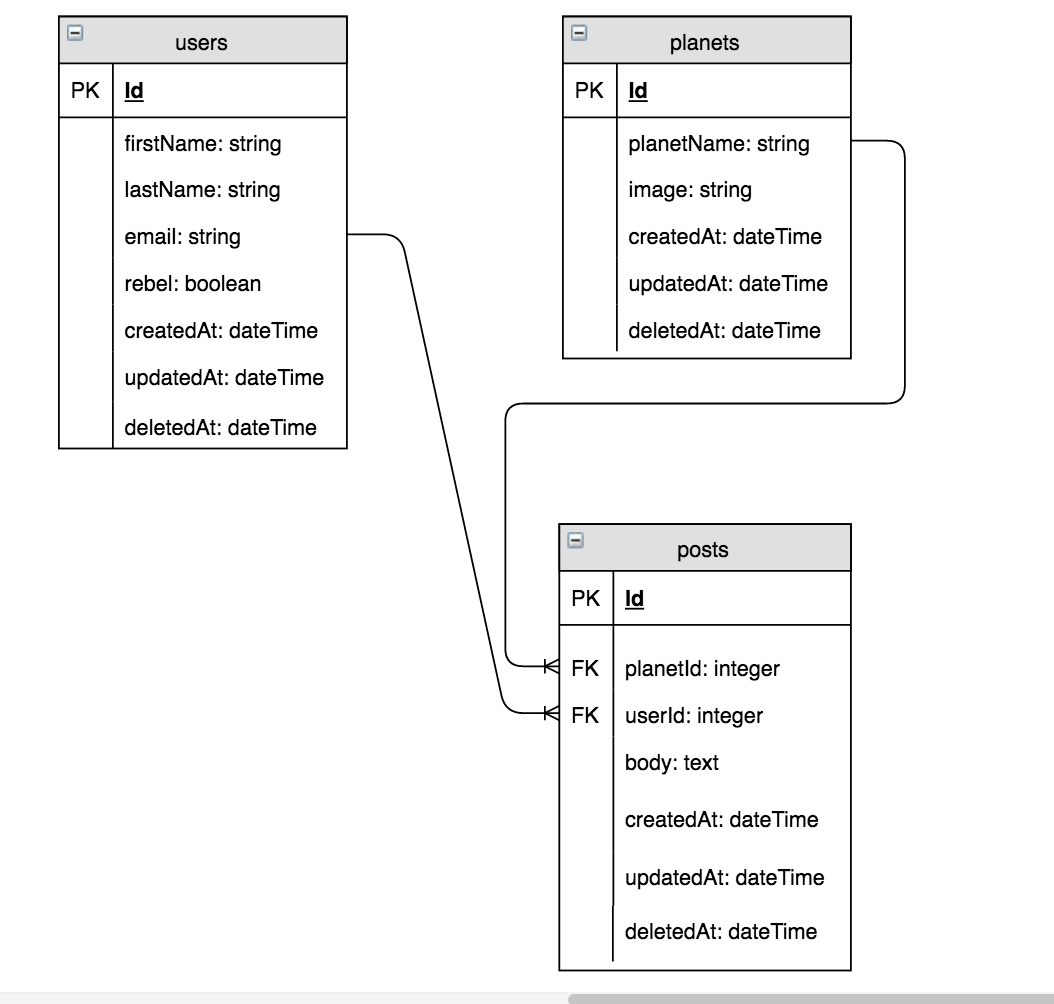 users
PK Id
firstName: string
lastName: string
email: string
rebel: boolean
createdAt: dateTime
updatedAt: dateTime
deletedAt: dateTime
planets
PK Id
planetName: string
image: string
createdAt: dateTime
updatedAt: dateTime
deletedAt: dateTime
posts
PK Id
FK planetId: integer
FK userId: integer
body: text
createdAt: dateTime
updatedAt: dateTime
deletedAt: dateTime